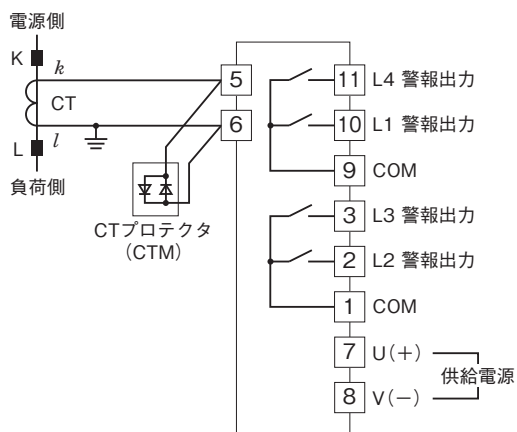 電源側
K
k
CT
L
l
負荷側
CTプロテクタ
(CTM)
5
6
11 L4 警報出力
10 L1 警報出力
9 COM
3 L3 警報出力
2 L2 警報出力
1 COM
7 U(+)
8 V(−)
供給電源